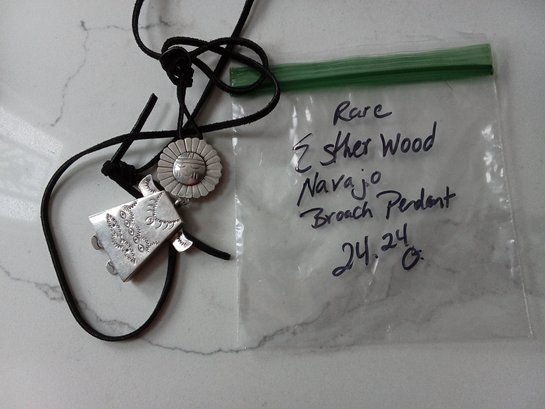 Rare
Esther Wood
Navajo
Broach Pendant
24.24
G.